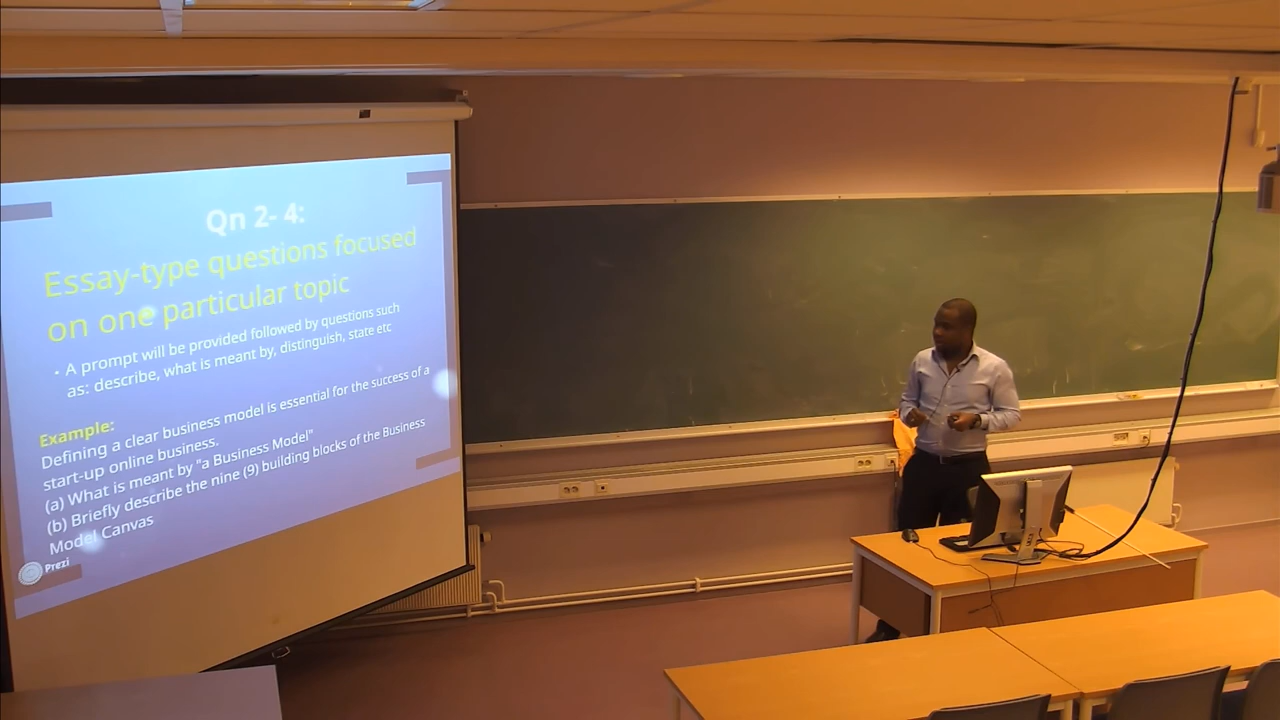 Qn 2- 4:
Essay-type questions focused
on one particular topic
• A prompt will be provided followed by questions such
as: describe, what is meant by, distinguish, state etc
Example:
Defining a clear business model is essential for the success of a
start-up online business.
(a) What is meant by "a Business Model"
(b) Briefly describe the nine (9) building blocks of the Business
Model Canvas
Prezi